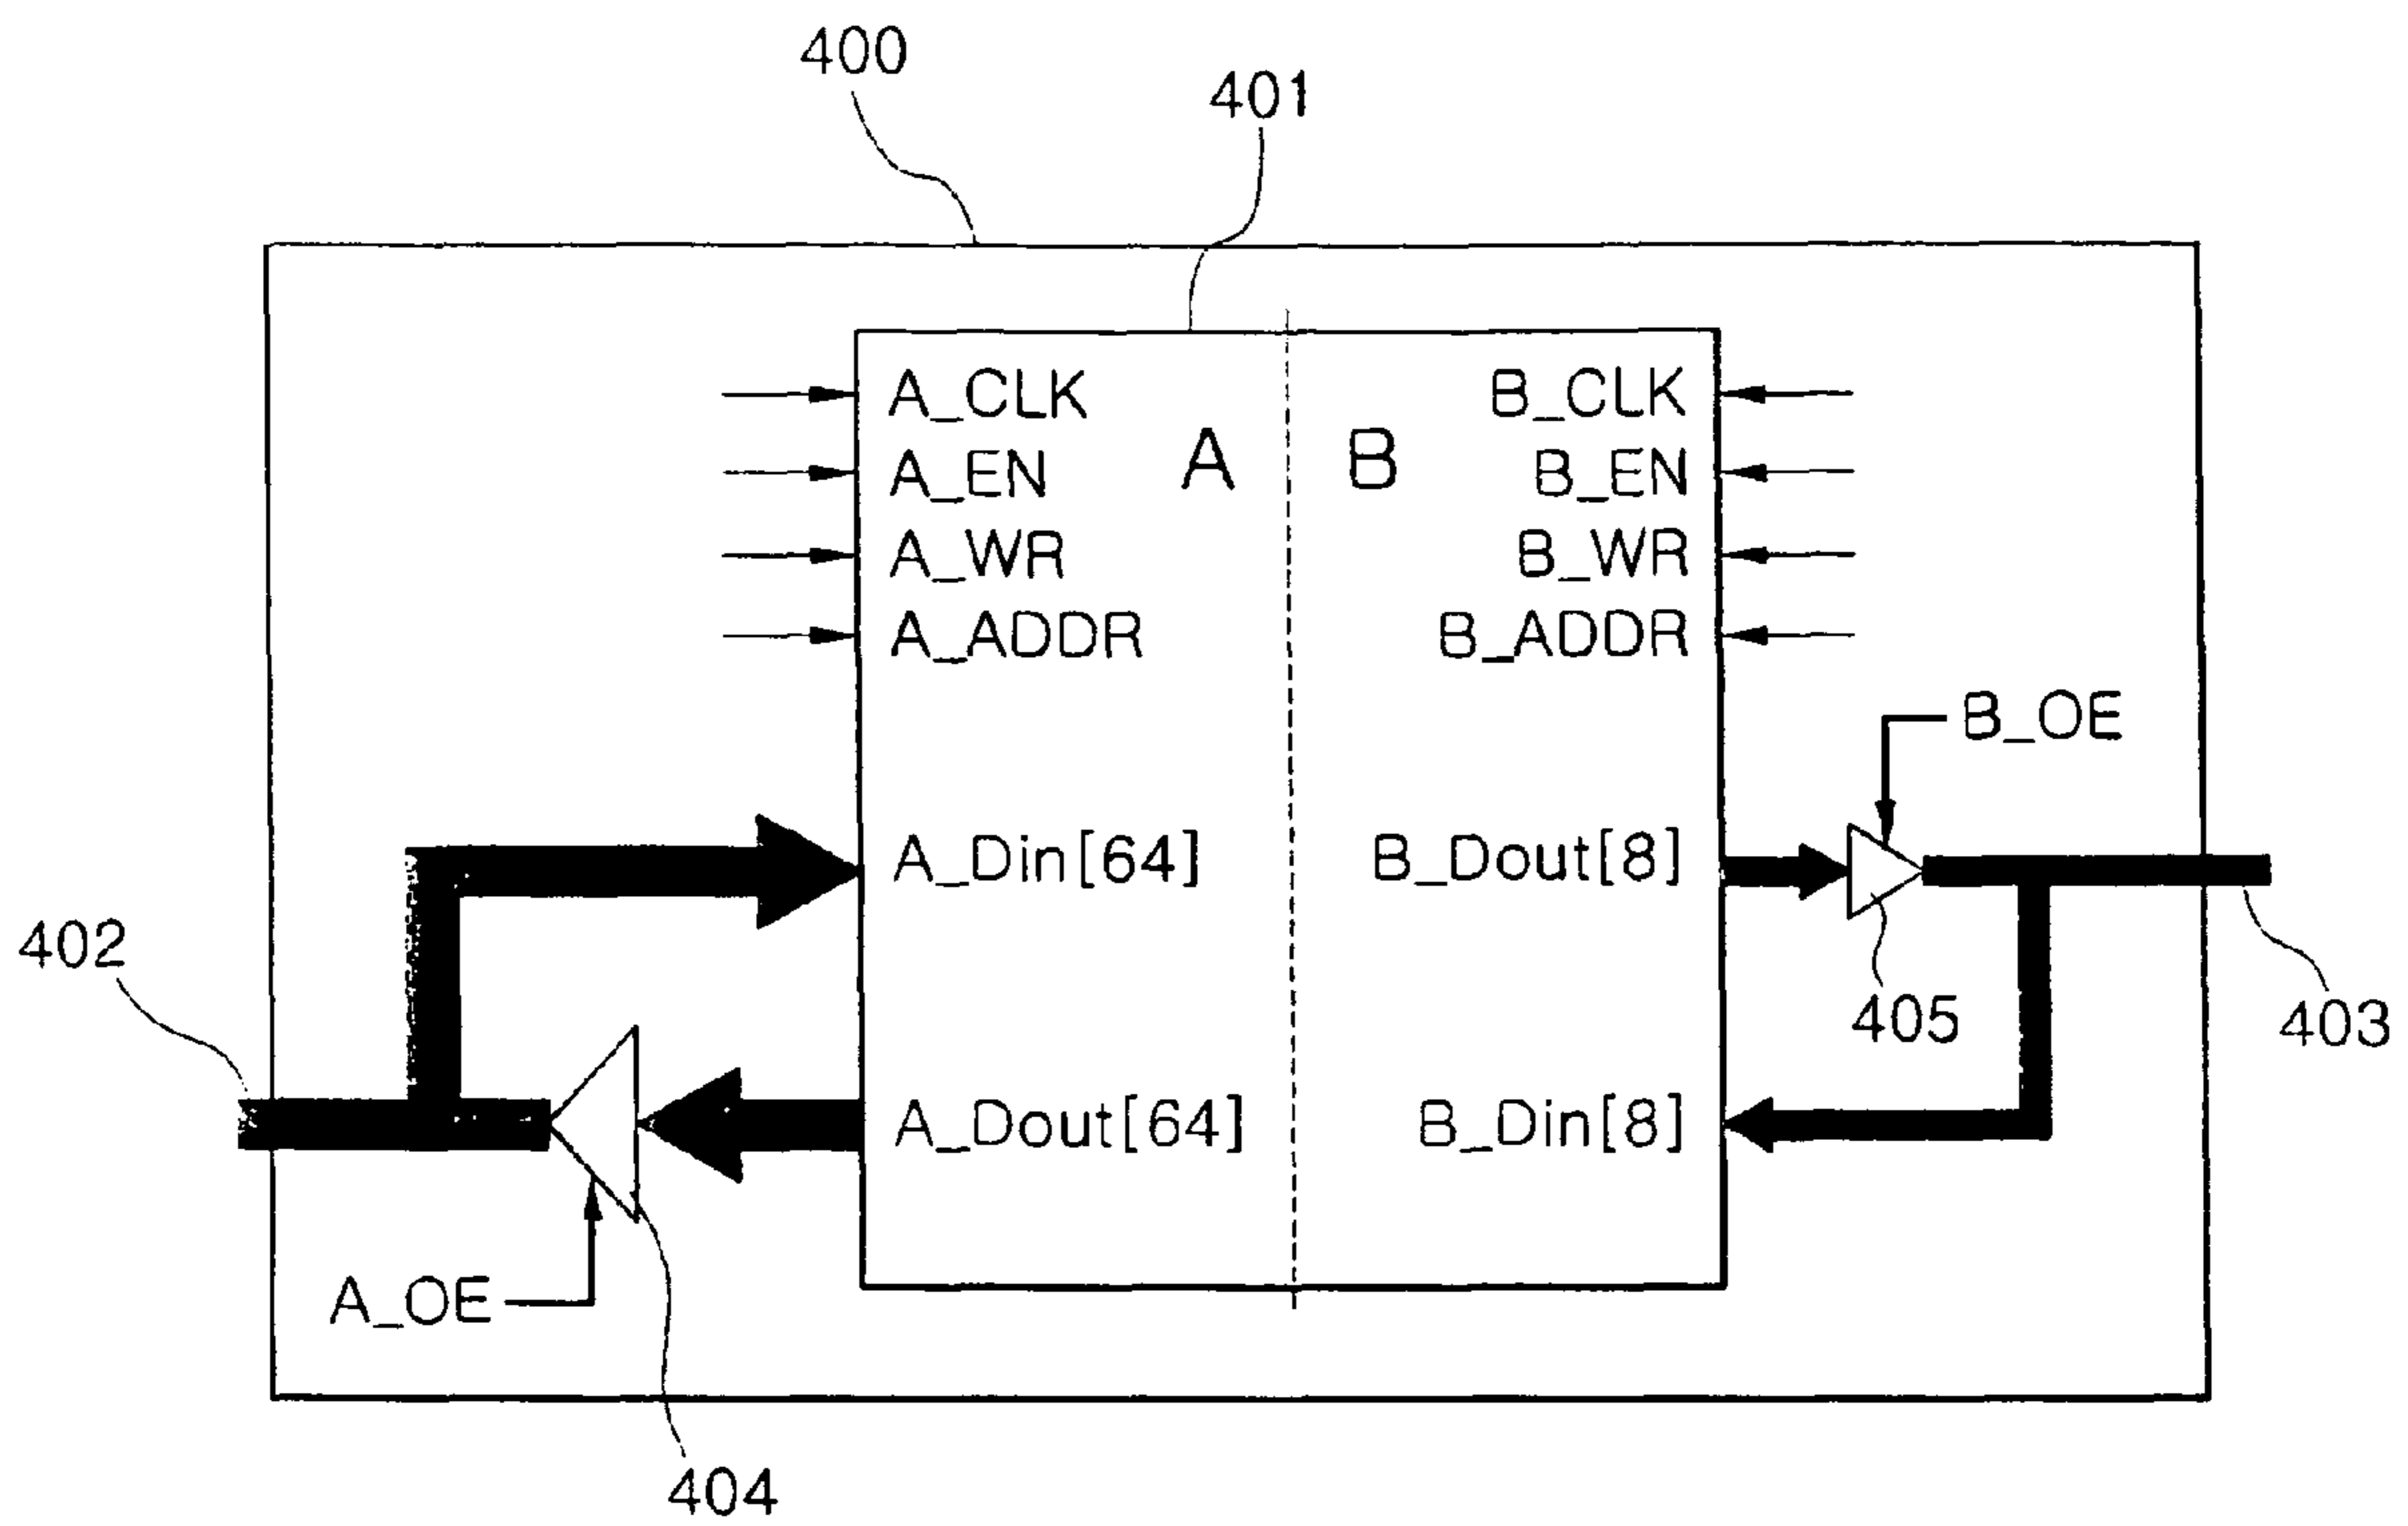 400
401
A_CLK
B_CLK
A B
A_EN
B_EN
A_WR
B_WR
A_ADDR
B_ADDR
B_OE
A_Din[64]
B_Dout[8]
402
405
403
A_Dout[64]
B_Din[8]
A_OE
404